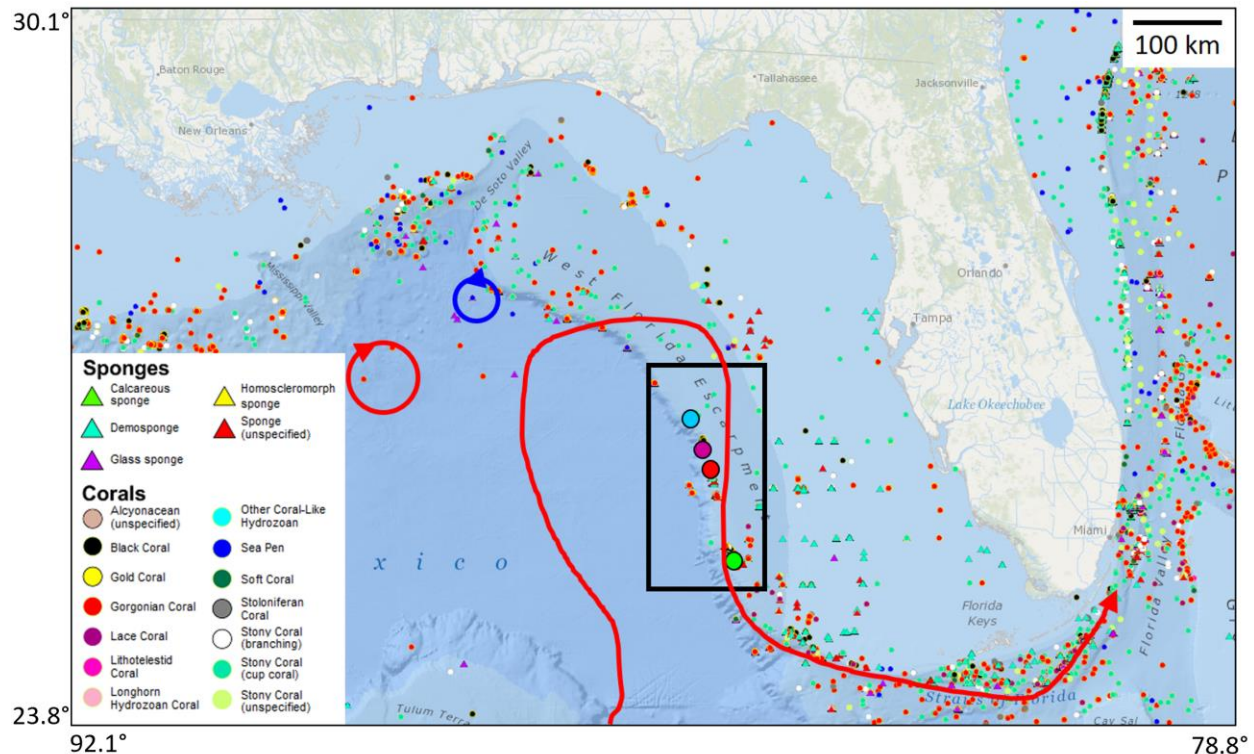 30.1°
100 km
Baton Rouge
Tallahassee
Jacksonville
1248
New Orleans
De Soto Valley
P
Mississippi Valley
West Florida Escarpment
Orlando
Tampa
Lake Okeechobee
Sponges
Calcareous
sponge
Homoscleromorph
sponge
Demosponge
Sponge
(unspecified)
Glass sponge
Corals
Alcyonacean
(unspecified)
Other Coral-Like
Hydrozoan
Black Coral
Sea Pen
Gold Coral
Soft Coral
Gorgonian Coral
Stoloniferan
Coral
Lace Coral
Stony Coral
(branching)
Lithotelestid
Coral
Stony Coral
(cup coral)
Longhorn
Hydrozoan Coral
Stony Coral
(unspecified)
xico
Miami
Florida
Keys
Florida Valley
Straits of Florida
Tulum Terra
Cay Sal
23.8°
92.1°
78.8°